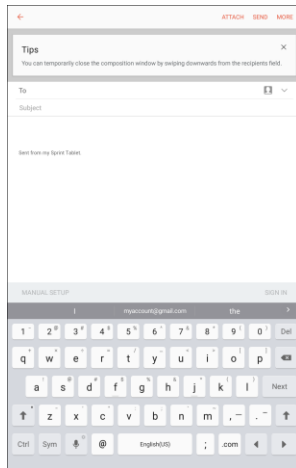 ATTACH SEND MORE
Tips
You can temporarily close the composition window by swiping downwards from the recipients field.
To
Subject
Sent from my Sprint Tablet.
MANUAL SETUP SIGN IN
I myaccount@gmail.com the
1 2 3 4 5 6 7 8 9 0 Del
q w e r t y u i o p
a s d f g h j k l Next
z x c v b n m , .
Ctrl Sym @ English(US) ; .com